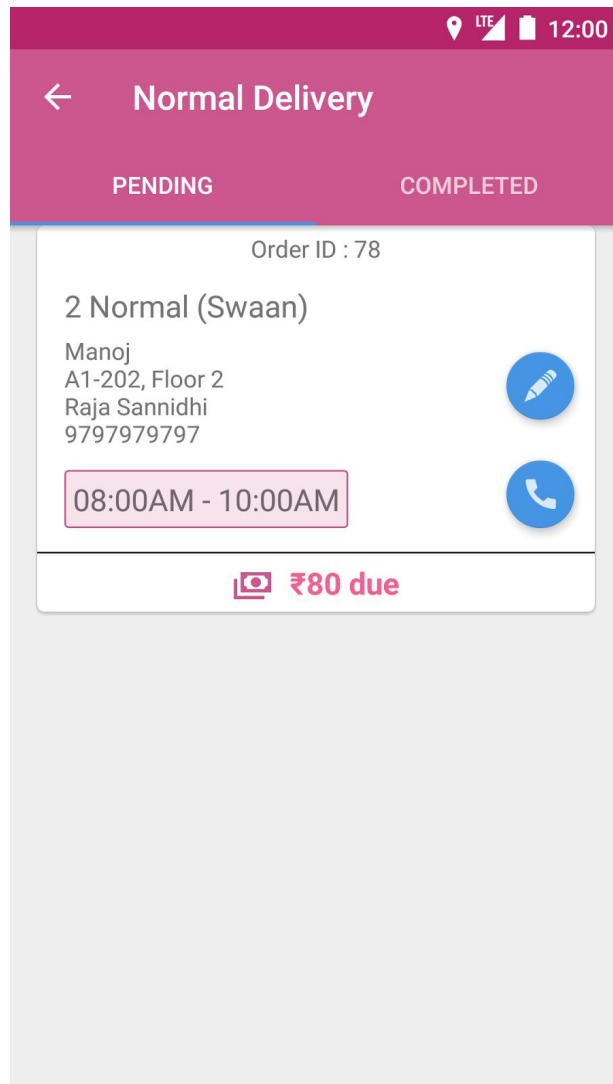 LTE 12:00
Normal Delivery
PENDING COMPLETED
Order ID : 78
2 Normal (Swaan)
Manoj
A1-202, Floor 2
Raja Sannidhi
9797979797
08:00AM - 10:00AM
₹80 due